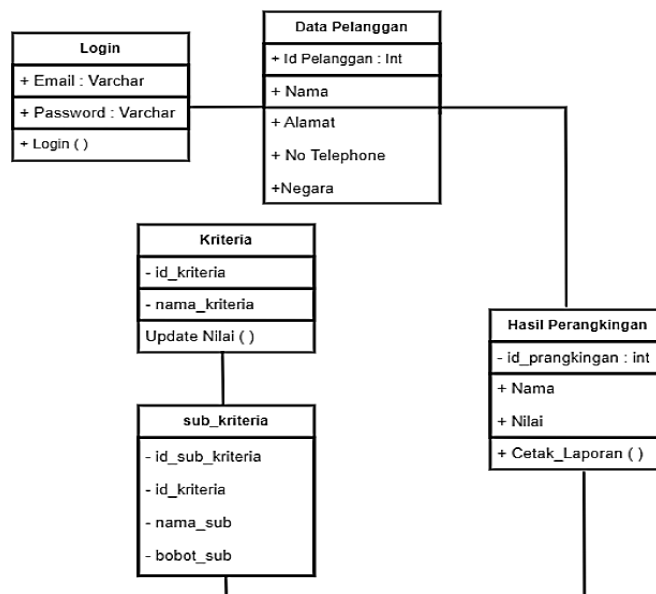 Login
+ Email : Varchar
+ Password : Varchar
+ Login ( )
Data Pelanggan
+ Id Pelanggan : Int
+ Nama
+ Alamat
+ No Telephone
+Negara
Kriteria
- id_kriteria
- nama_kriteria
Update Nilai ( )
Hasil Perangkingan
- id_prangkingan : int
+ Nama
+ Nilai
+ Cetak_Laporan ( )
sub_kriteria
- id_sub_kriteria
- id_kriteria
- nama_sub
- bobot_sub